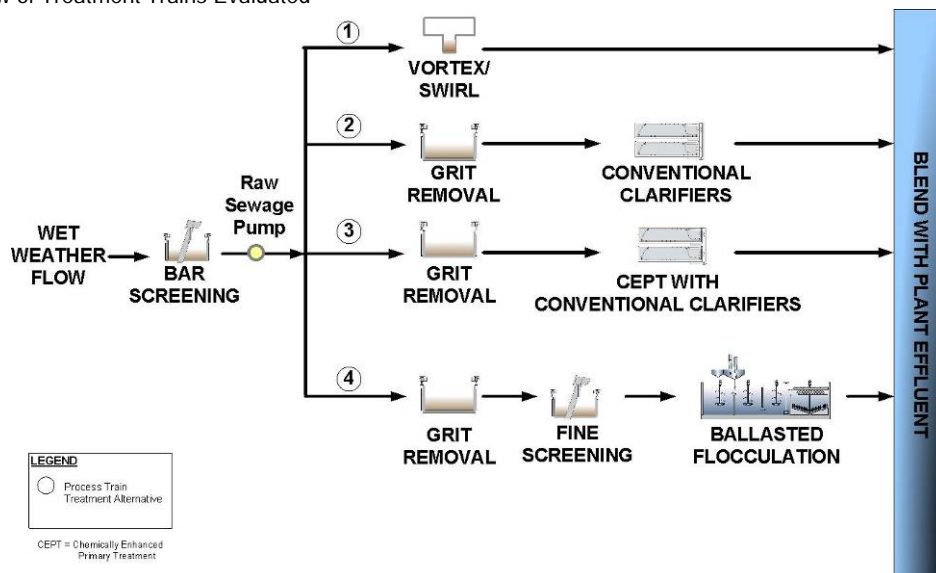 of Treatment Trains Evaluated
1
VORTEX/
SWIRL
2
GRIT
REMOVAL
CONVENTIONAL
CLARIFIERS
Raw
Sewage
Pump
WET
WEATHER
FLOW
BAR
SCREENING
3
GRIT
REMOVAL
CEPT WITH
CONVENTIONAL CLARIFIERS
4
GRIT
REMOVAL
FINE
SCREENING
BALLASTED
FLOCCULATION
BLEND WITH PLANT EFFLUENT
LEGEND
Process Train
Treatment Alternative
CEPT = Chemically Enhanced
Primary Treatment